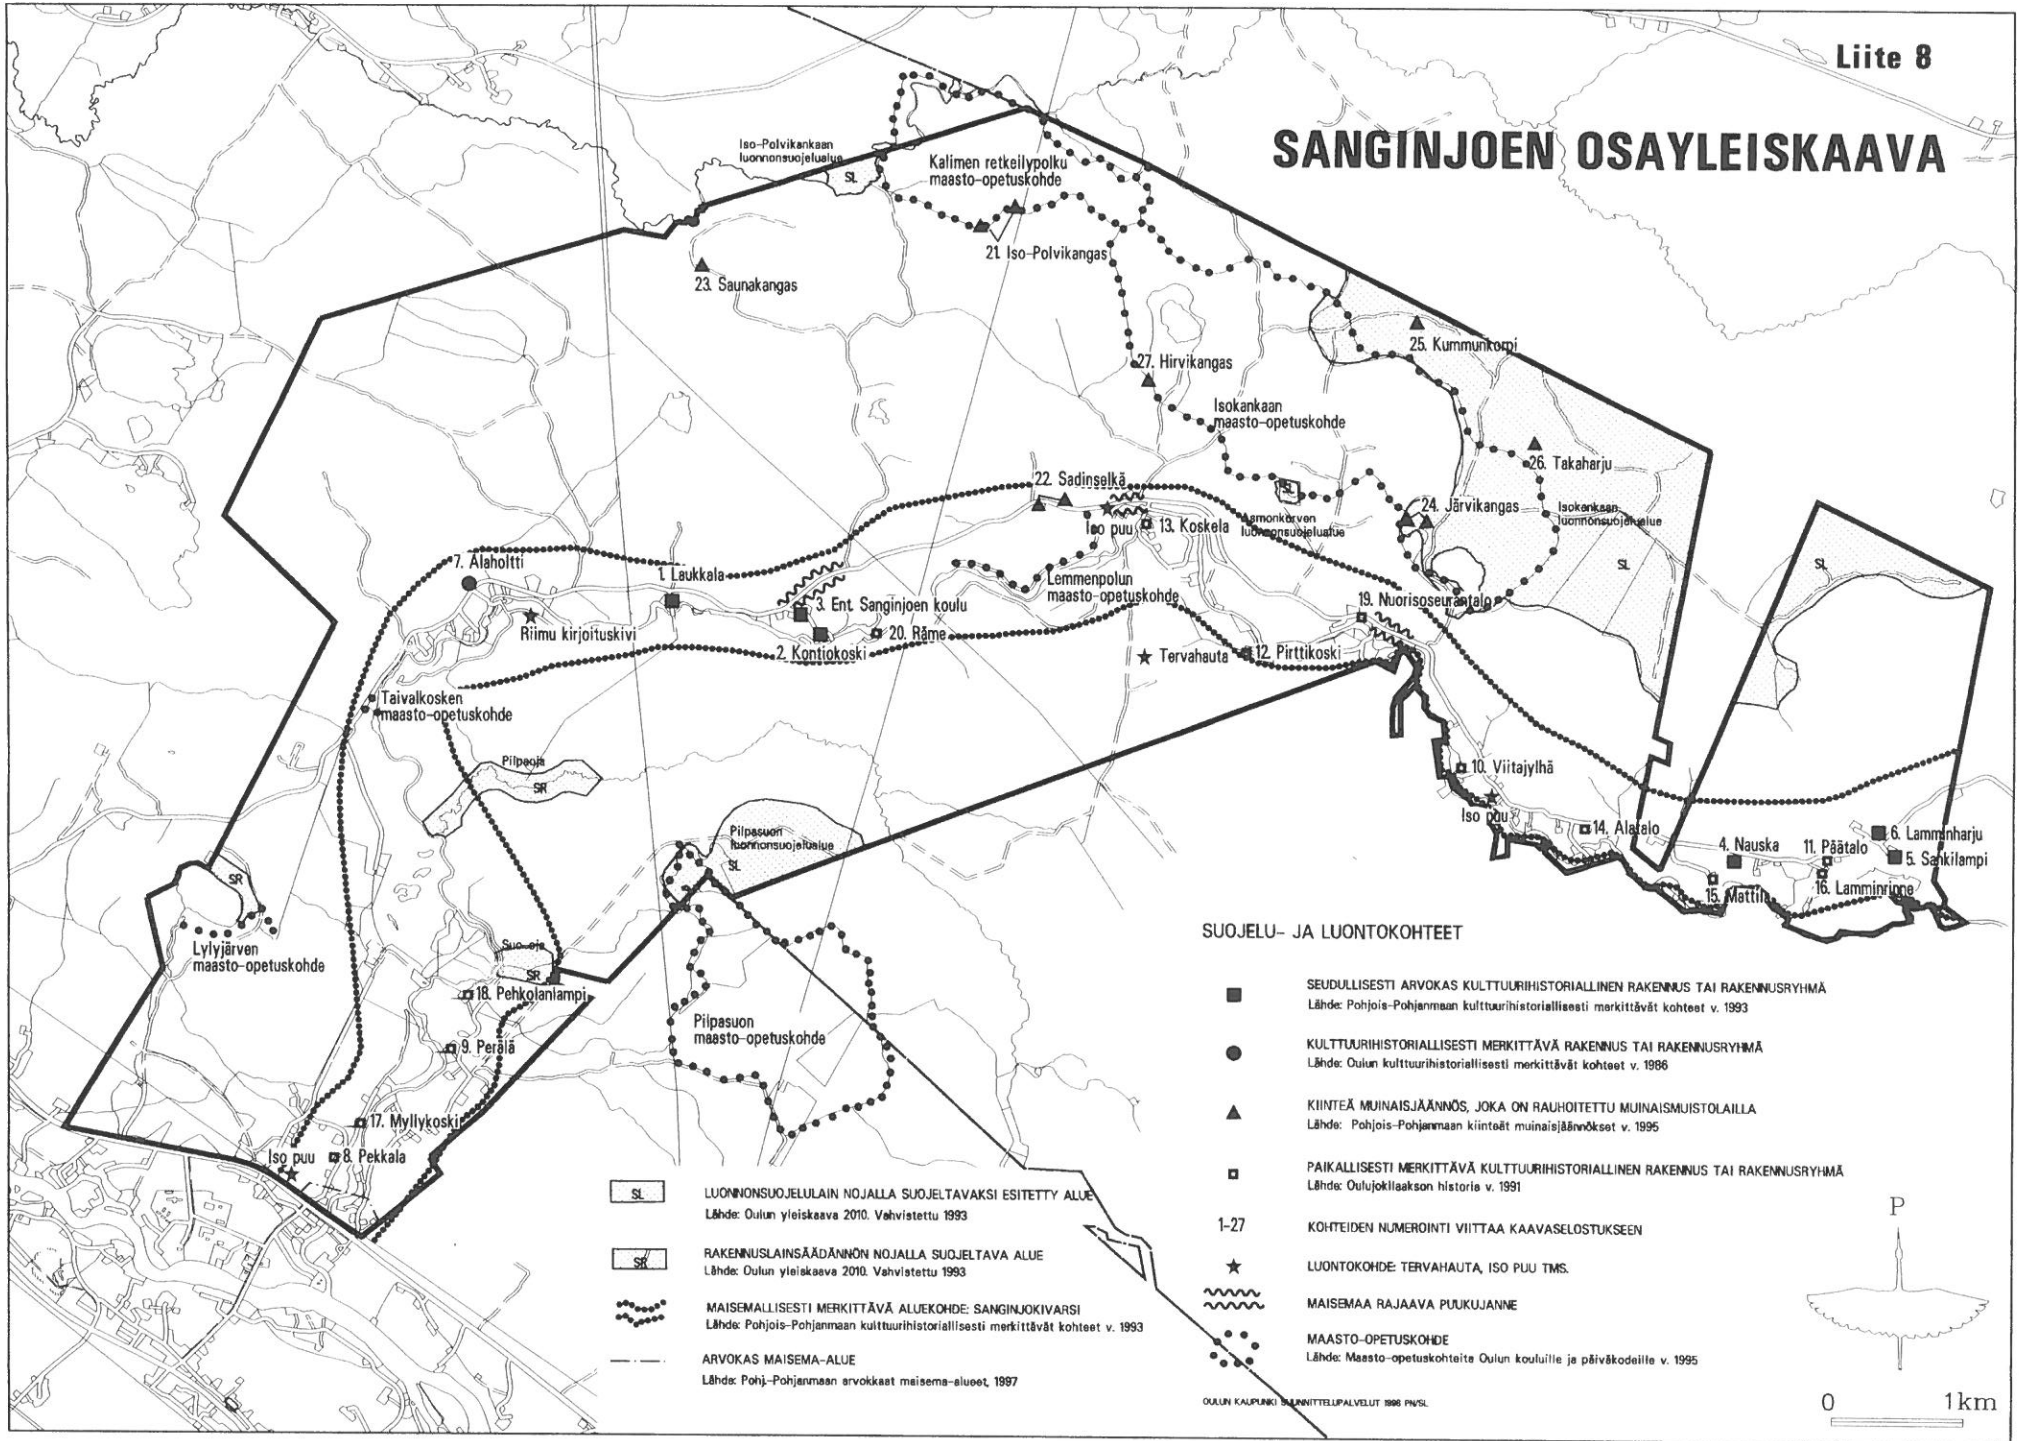 Liite 8
SANGINJOEN OSAYLEISKAAVA
Iso-Polvikankaan
luonnonsuojelualue
SL
Kalimen retkeilypolku
maasto-opetuskohde
21. Iso-Polvikangas
23. Saunakangas
25. Kummunkorpi
27. Hirvikangas
Isokankaan
maasto-opetuskohde
26. Takaharju
22. Sadinselkä
SL
24. Järvikangas
Isokankaan
luonnonsuojelualue
Iso puu
13. Koskela
Asmonkorven
luonnonsuojelualue
7. Alaholtti
1. Laukkala
SL
SL
Lemmenpolun
maasto-opetuskohde
3. Ent. Sanginjoen koulu
19. Nuorisoseurantalo
Riimu kirjoituskivi
20. Räme
2. Kontiokoski
Tervahauta
12. Pirttikoski
Taivalkosken
maasto-opetuskohde
Pilpaoja
SR
10. Viitajylhä
Iso puu
14. Alatalo
Pilpasuon
luonnonsuojelualue
SL
4. Nauska
11. Päätalo
6. Lamminharju
5. Sahkilampi
16. Lamminrinne
15. Mattila
SR
Lylyjärven
maasto-opetuskohde
Suo-oja
SR
18. Pehkolanlampi
Pilpasuon
maasto-opetuskohde
9. Perälä
17. Myllykoski
Iso puu
8. Pekkala
SL
LUONNONSUOJELULAIN NOJALLA SUOJELTAVAKSI ESITETTY ALUE
Lähde: Oulun yleiskaava 2010. Vahvistettu 1993
SR
RAKENNUSLAINSÄÄDÄNNÖN NOJALLA SUOJELTAVA ALUE
Lähde: Oulun yleiskaava 2010. Vahvistettu 1993
MAISEMALLISESTI MERKITTÄVÄ ALUEKOHDE: SANGINJOKIVARSI
Lähde: Pohjois-Pohjanmaan kulttuurihistoriallisesti merkittävät kohteet v. 1993
ARVOKAS MAISEMA-ALUE
Lähde: Pohj.-Pohjanmaan arvokkaat maisema-alueet, 1997
SUOJELU- JA LUONTOKOHTEET
SEUDULLISESTI ARVOKAS KULTTUURIHISTORIALLINEN RAKENNUS TAI RAKENNUSRYHMÄ
Lähde: Pohjois-Pohjanmaan kulttuurihistoriallisesti merkittävät kohteet v. 1993
KULTTUURIHISTORIALLISESTI MERKITTÄVÄ RAKENNUS TAI RAKENNUSRYHMÄ
Lähde: Oulun kulttuurihistoriallisesti merkittävät kohteet v. 1986
KIINTEÄ MUINAISJÄÄNNÖS, JOKA ON RAUHOITETTU MUINAISMUISTOLAILLA
Lähde: Pohjois-Pohjanmaan kiinteät muinaisjäännökset v. 1995
PAIKALLISESTI MERKITTÄVÄ KULTTUURIHISTORIALLINEN RAKENNUS TAI RAKENNUSRYHMÄ
Lähde: Oulujokilaakson historia v. 1991
1-27
KOHTEIDEN NUMEROINTI VIITTAA KAAVASELOSTUKSEEN
LUONTOKOHDE: TERVAHAUTA, ISO PUU TMS.
MAISEMAA RAJAAVA PUUKUJANNE
MAASTO-OPETUSKOHDE
Lähde: Maasto-opetuskohteita Oulun kouluille ja päiväkodeille v. 1995
OULUN KAUPUNKI SUUNNITTELUPALVELUT 1998 PN/SL
P
0 1km